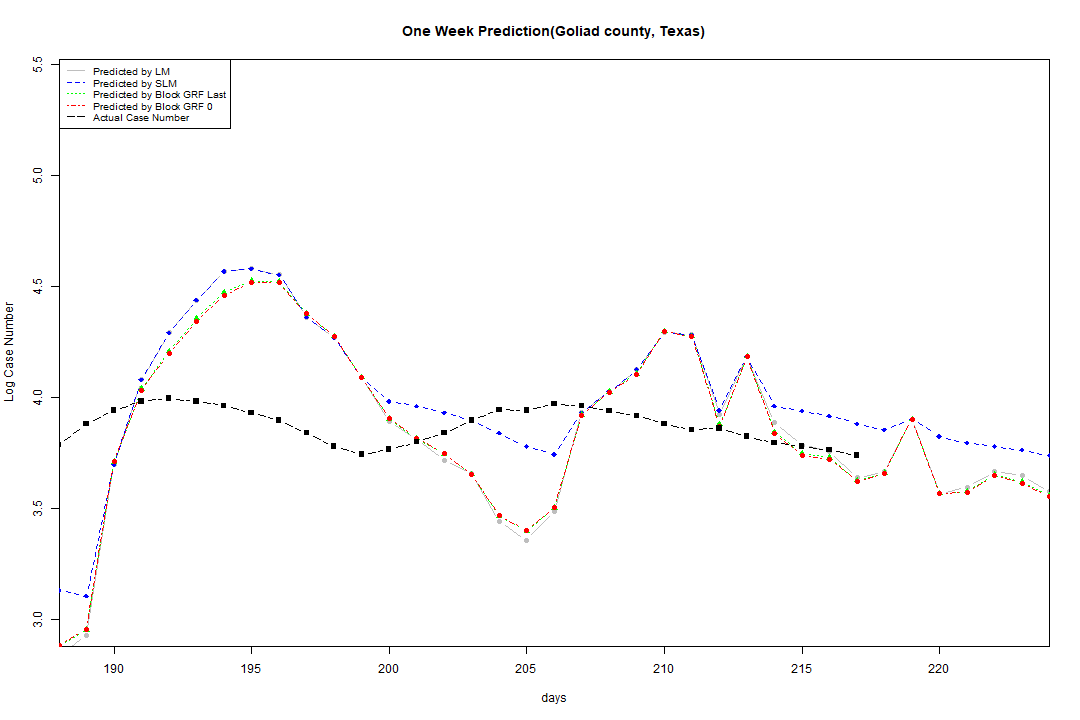 One Week Prediction(Goliad county, Texas)
Predicted by LM
Predicted by SLM
Predicted by Block GRF Last
Predicted by Block GRF 0
Actual Case Number
5.5
5.0
4.5
4.0
3.5
3.0
Log Case Number
190 195 200 205 210 215 220
days